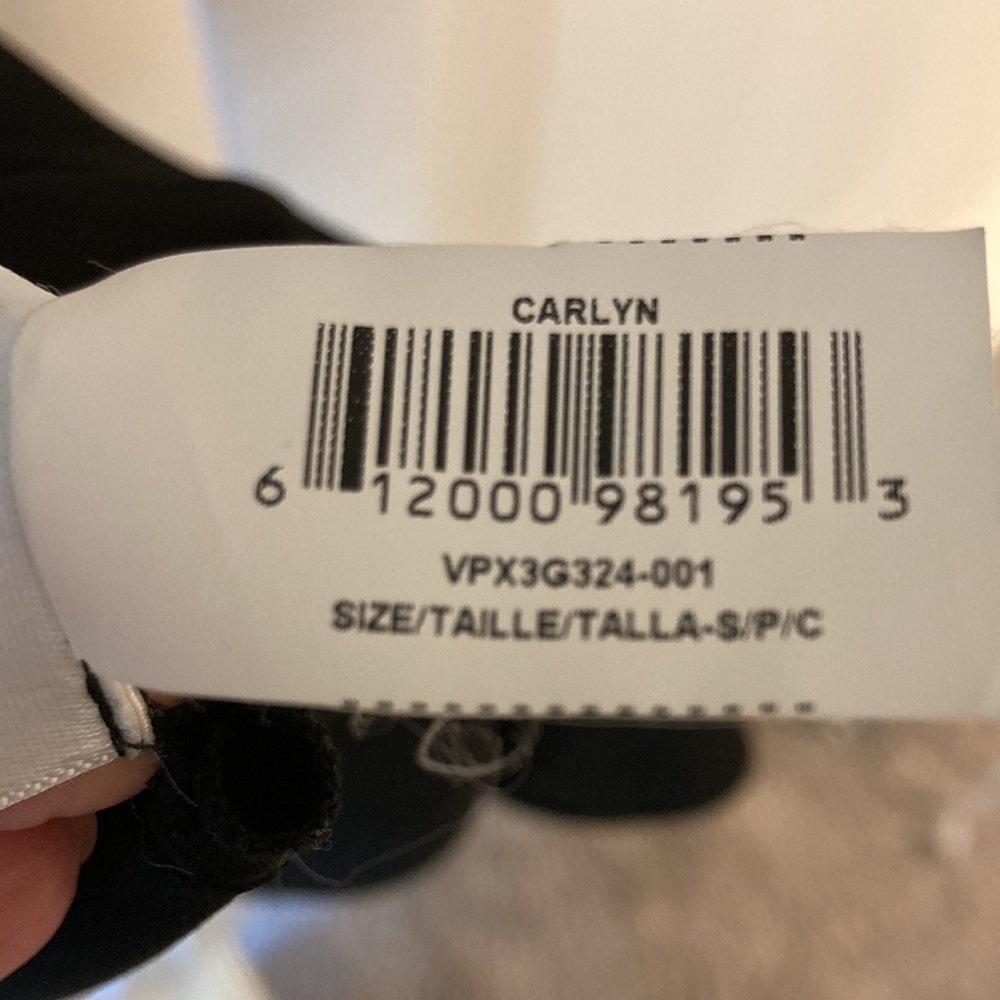 CARLYN
6 12000 98195 3
VPX3G324-001
SIZE/TAILLE/TALLA-S/P/C